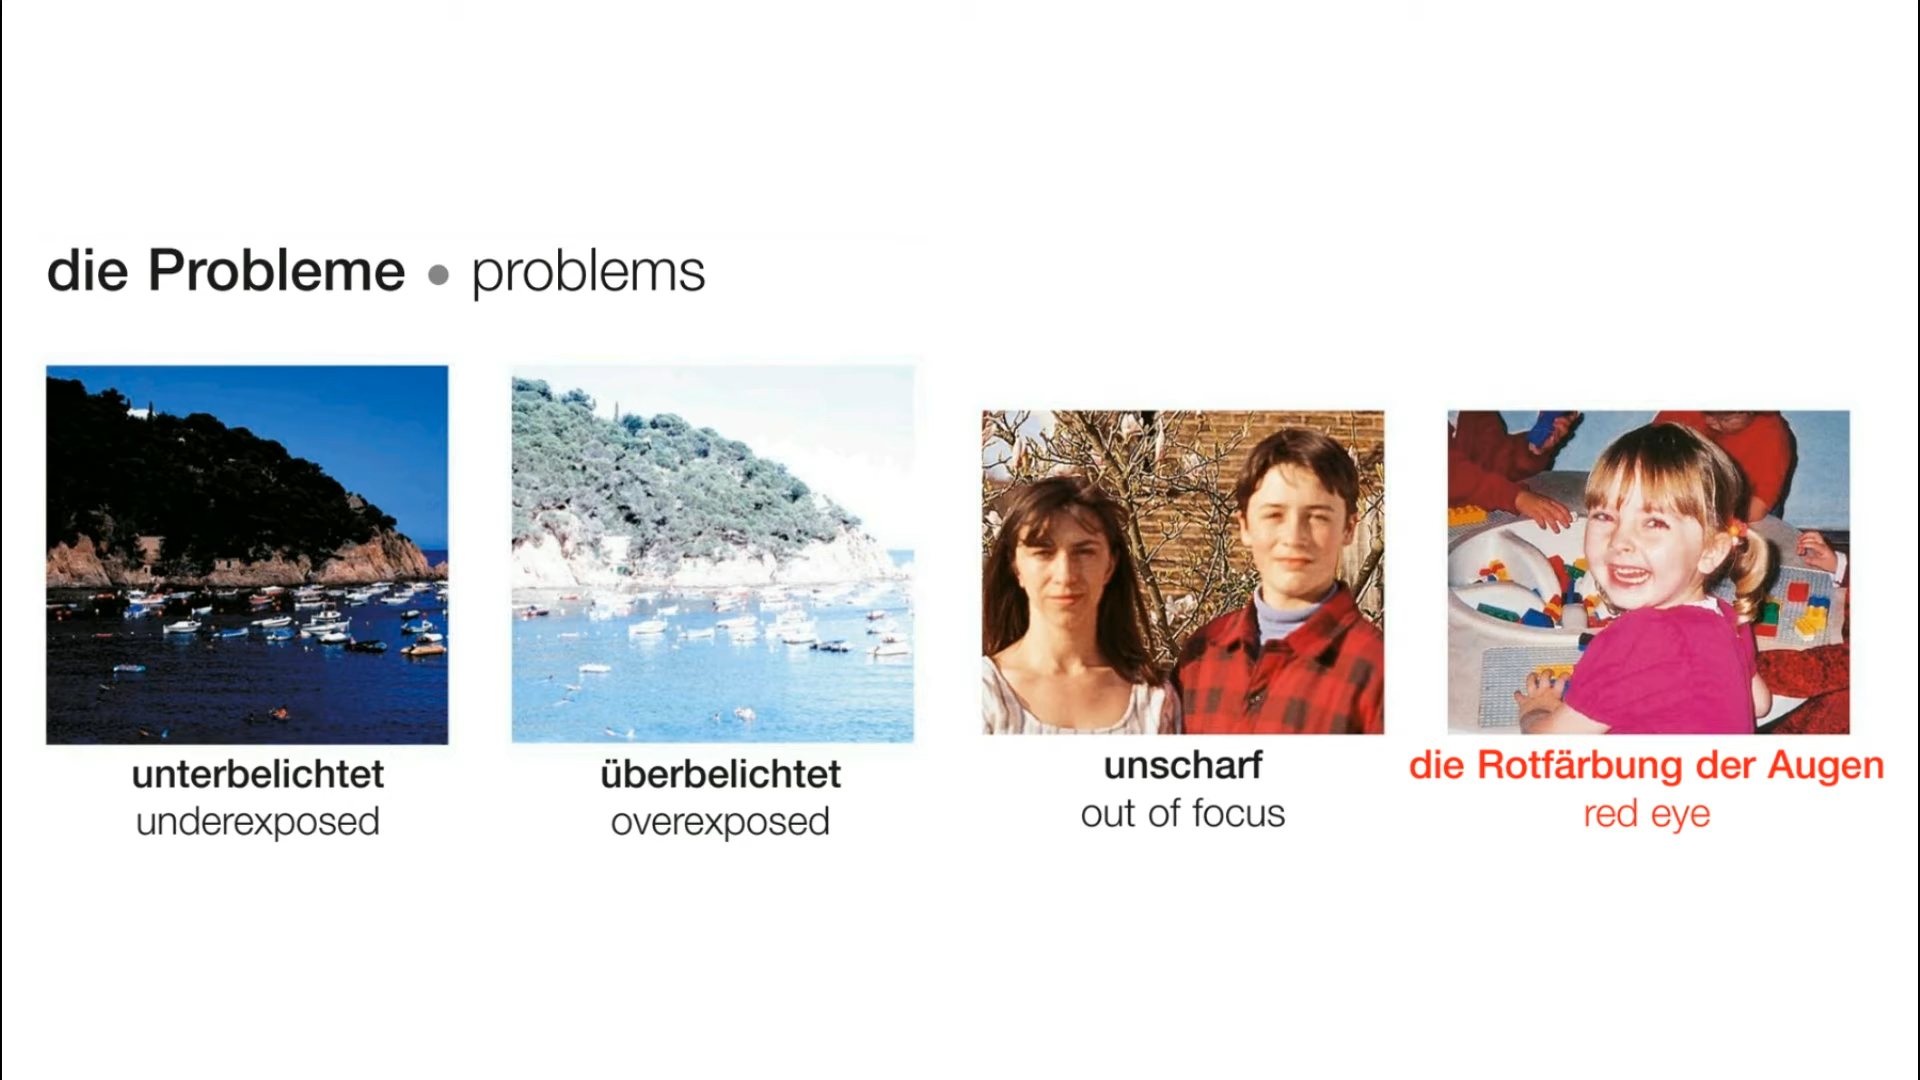 die Probleme • problems
unterbelichtet
underexposed
überbelichtet
overexposed
unscharf
out of focus
die Rotfärbung der Augen
red eye